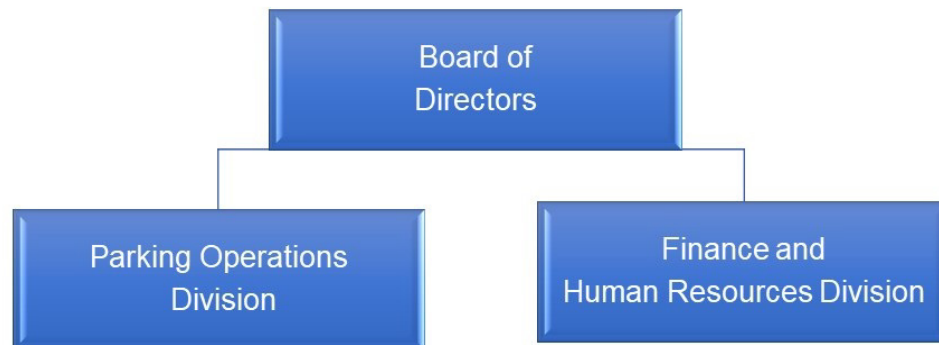 Board of
Directors
Parking Operations
Division
Finance and
Human Resources Division